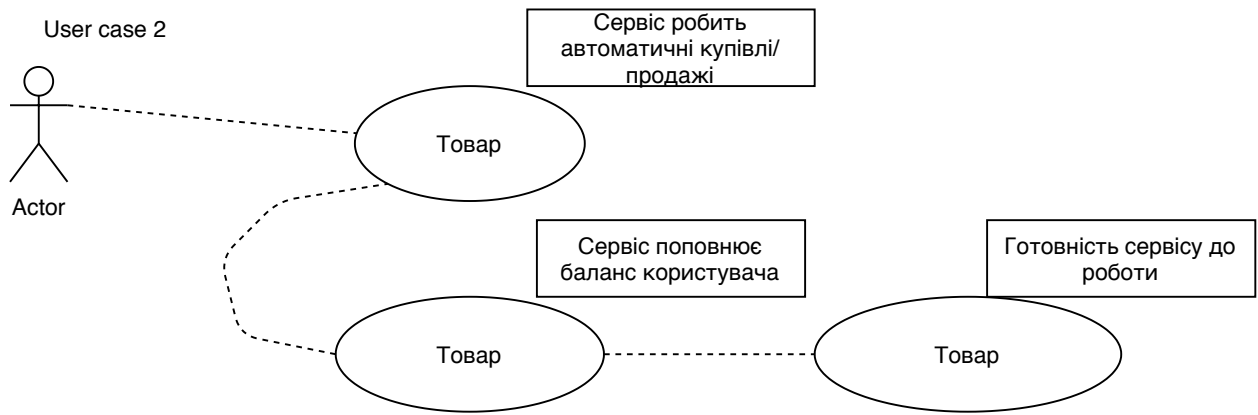 User case 2
Сервіс робить
автоматичні купівлі/
продажі
Товар
Actor
Сервіс поповнює
баланс користувача
Готовність сервісу до
роботи
Товар
Товар